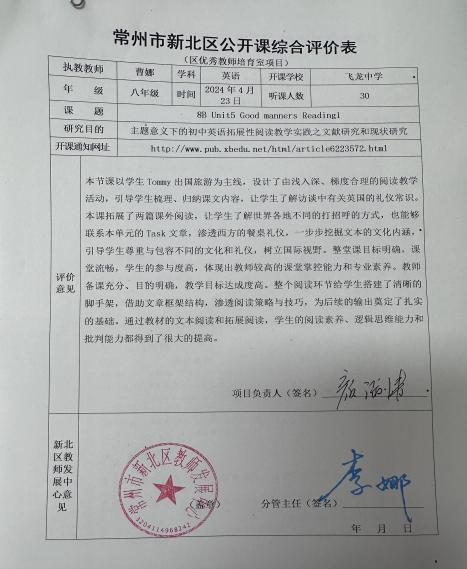 常州市新北区公开课综合评价表
（区优秀教师培育室项目）
执教教师 曹娜 学科 英语 开课学校 飞龙中学
年 级 八年级 时间 2024年4月23日 听课人数 30
课 题 8B Unit5 Good manners Reading1
研究目的 主题意义下的初中英语拓展性阅读教学实践之文献研究和现状研究
开课通知网址 http://www.pub.xbedu.net/html/article6223572.html
评价意见
本节课以学生Tommy出国旅游为主线，设计了由浅入深、梯度合理的阅读教学
活动，引导学生梳理、归纳课文内容，让学生了解访谈中有关英国的礼仪常识。
本课拓展了两篇课外阅读，让学生了解世界各地不同的打招呼的方式，也能够
联系本单元的Task文章，渗透西方的餐桌礼仪。一步步挖掘文本的文化内涵，
引导学生尊重与包容不同的文化和礼仪，树立国际视野。整堂课目标明确，课
堂流畅，学生的参与度高，体现出教师较高的课堂掌控能力和专业素养。教师
备课充分、目的明确，教学目标达成度高。整个阅读环节给学生搭建了清晰的
脚手架，借助文章框架结构，渗透阅读策略与技巧，为后续的输出奠定了扎实
的基础。通过教材的文本阅读和拓展阅读，学生的阅读素养、逻辑思维能力和
批判能力都得到了很大的提高。
项目负责人（签名）
新北区教师发展中心意见
常州市新北区教师发展中心
3204114968242
（盖章） 分管主任（签名） 李娜
年 月 日